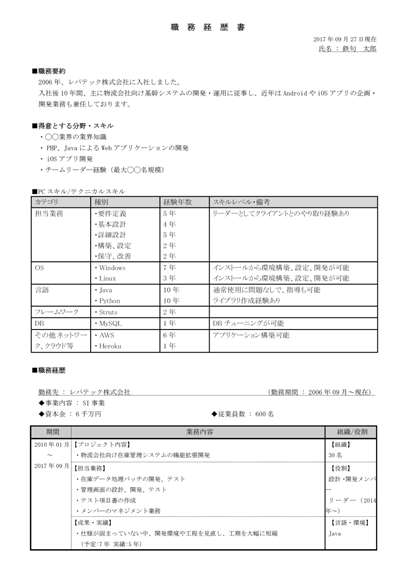 職 務 経 歴 書
2017 年 09 月 27 日現在
氏名 ： 鉄旬 太郎
■職務要約
2006 年、レバテック株式会社に入社しました。
入社後 10 年間、主に物流会社向け基幹システムの開発・運用に従事し、近年は Android や iOS アプリの企画・
開発業務も兼任しております。
■得意とする分野・スキル
・〇〇業界の業界知識
・ PHP、Java による Web アプリケーションの開発
・ iOS アプリ開発
・チームリーダー経験（最大〇〇名規模）
■PC スキル/テクニカルスキル
カテゴリ 種別 経験年数 スキルレベル・備考
担当業務 ・要件定義 5 年 リーダーとしてクライアントとのやり取り経験あり
・基本設計 4 年
・詳細設計 5 年
・構築、設定 2 年
・保守、改善 2 年
OS ・Windows 7 年 インストールから環境構築、設定、開発が可能
・Linux 3 年 インストールから環境構築、設定、開発が可能
言語 ・Java 10 年 通常使用に問題なしで、指導も可能
・Python 10 年 ライブラリ作成経験あり
フレームワーク ・Struts 2 年
DB ・MySQL 1 年 DB チューニングが可能
その他 ネットワー ・AWS 6 年 アプリケーション構築可能
ク、クラウド等 ・Heroku 1 年
■職務経歴
勤務先 ： レバテック株式会社 （勤務期間 ： 2006 年 09 月～現在）
◆事業内容 ： SI 事業
◆資本金 ： 6 千万円 ◆従業員数 ： 600 名
期間 業務内容 組織/役割
2010 年 01 月 【プロジェクト内容】 【組織】
～ ・物流会社向け在庫管理システムの機能拡張開発 30 名
2017 年 09 月 【担当業務】 【役割】
・在庫データ処理バッチの開発、テスト 設計・開発メンバ
・管理画面の設計、開発、テスト ー
・テスト項目書の作成 リーダー （2014
・メンバーのマネジメント業務 年～）
【成果・実績】 【言語・環境】
・仕様が固まっていない中、開発環境や工程を見直し、工期を大幅に短縮 Java
（予定:7 年 実績:5 年）